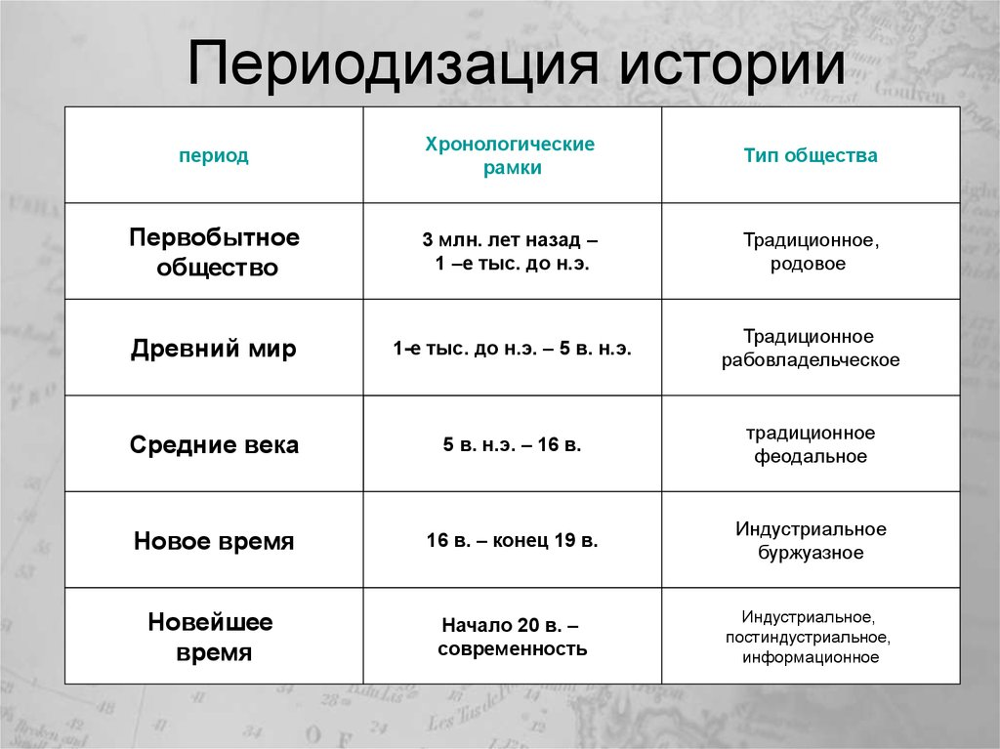 Периодизация истории
период
Хронологические
рамки
Тип общества
Первобытное
общество
3 млн. лет назад –
1 –е тыс. до н.э.
Традиционное,
родовое
Древний мир
1-е тыс. до н.э. – 5 в. н.э.
Традиционное
рабовладельческое
Средние века
5 в. н.э. – 16 в.
традиционное
феодальное
Новое время
16 в. – конец 19 в.
Индустриальное
буржуазное
Новейшее
время
Начало 20 в. –
современность
Индустриальное,
постиндустриальное,
информационное